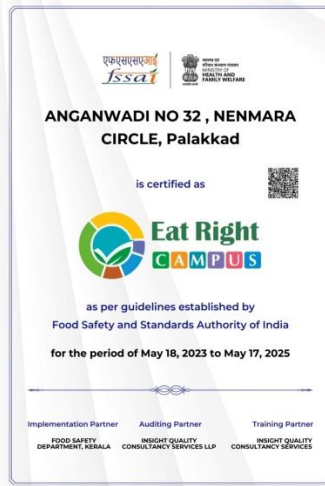 एफएसएसएआई
fssai
MINISTRY OF
HEALTH AND
FAMILY WELFARE
ANGANWADI NO 32 , NENMARA
CIRCLE, Palakkad
is certified as
Eat Right
CAMPUS
as per guidelines established by
Food Safety and Standards Authority of India
for the period of May 18, 2023 to May 17, 2025
Implementation Partner
FOOD SAFETY
DEPARTMENT, KERALA
Auditing Partner
INSIGHT QUALITY
CONSULTANCY SERVICES LLP
Training Partner
INSIGHT QUALITY
CONSULTANCY SERVICES